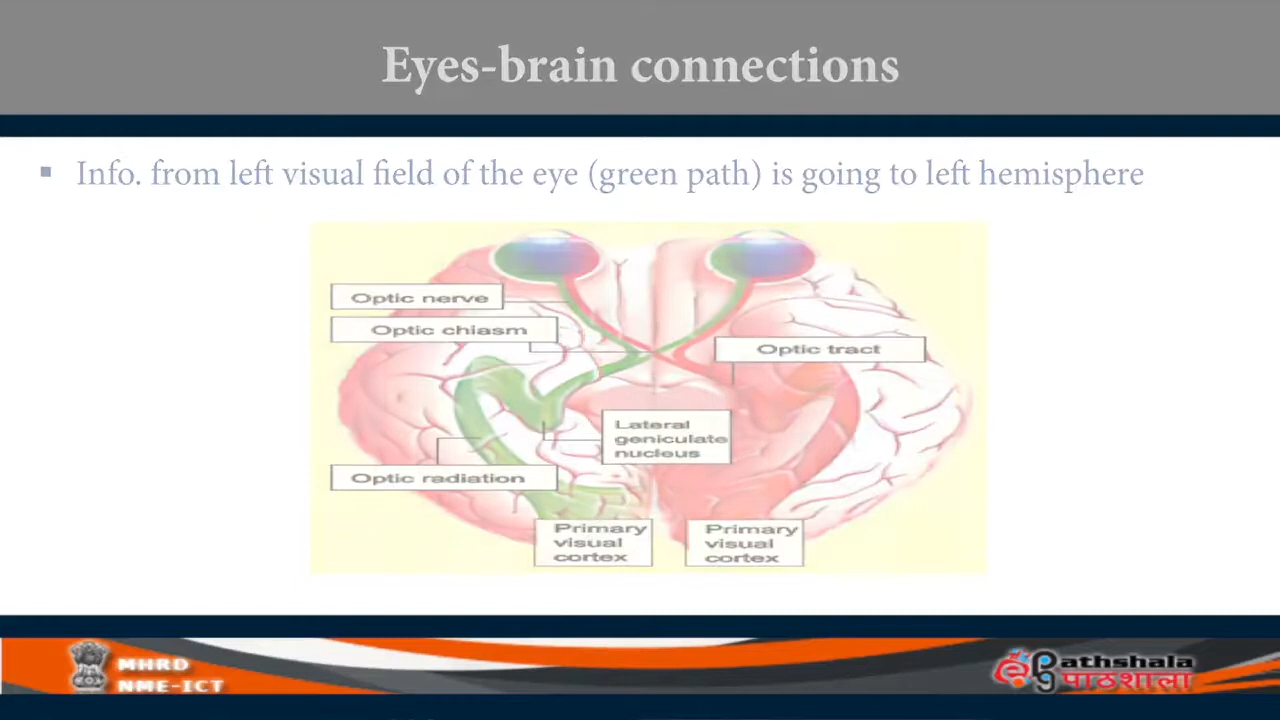 Eyes-brain connections
▪ Info. from left visual field of the eye (green path) is going to left hemisphere
Optic nerve
Optic chiasm
Optic tract
Lateral
geniculate
nucleus
Optic radiation
Primary
visual
cortex
Primary
visual
cortex
MHRD
NME-ICT
Pathshala
पाठशाला